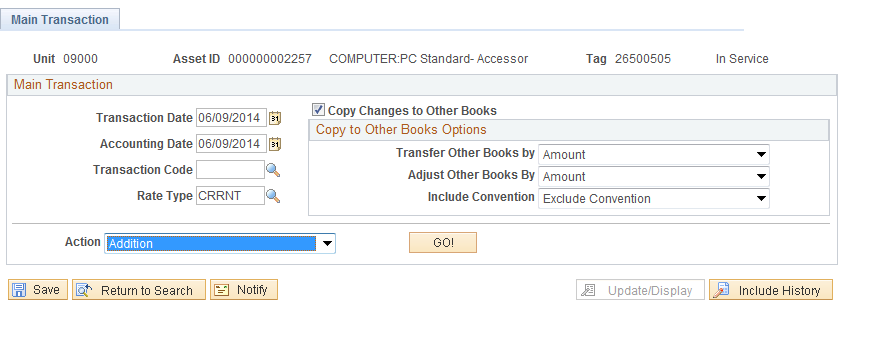 Main Transaction
Unit 09000 Asset ID 000000002257 COMPUTER:PC Standard- Accessor Tag 26500505 In Service
Main Transaction
Transaction Date 06/09/2014 31 Copy Changes to Other Books
Accounting Date 06/09/2014 31 Copy to Other Books Options
Transaction Code Transfer Other Books by Amount
Adjust Other Books By Amount
Rate Type CRRNT Include Convention Exclude Convention
Action Addition GO!
Save Return to Search Notify Update/Display Include History